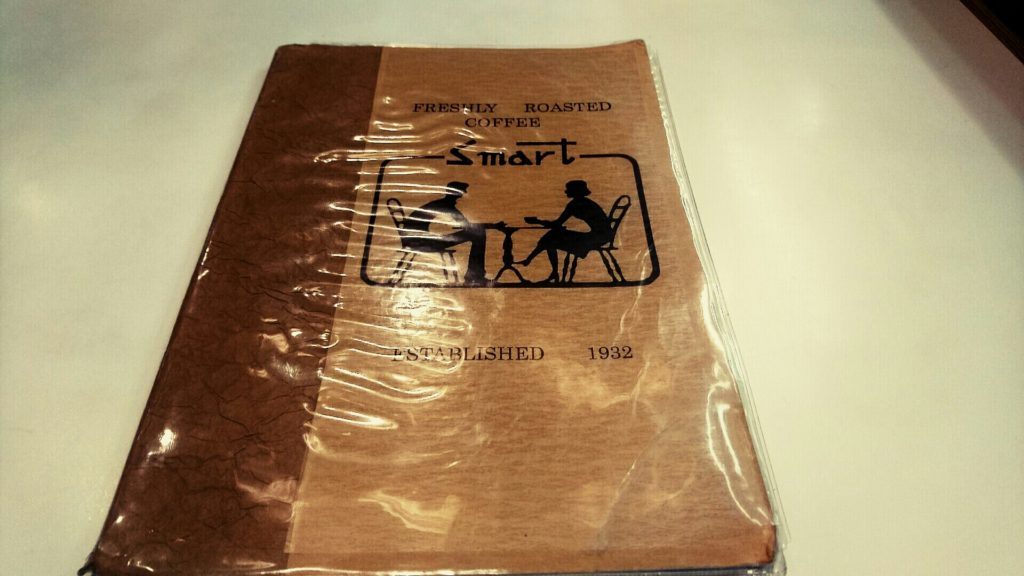 FRESHLY ROASTED
COFFEE
Smart
ESTABLISHED 1932